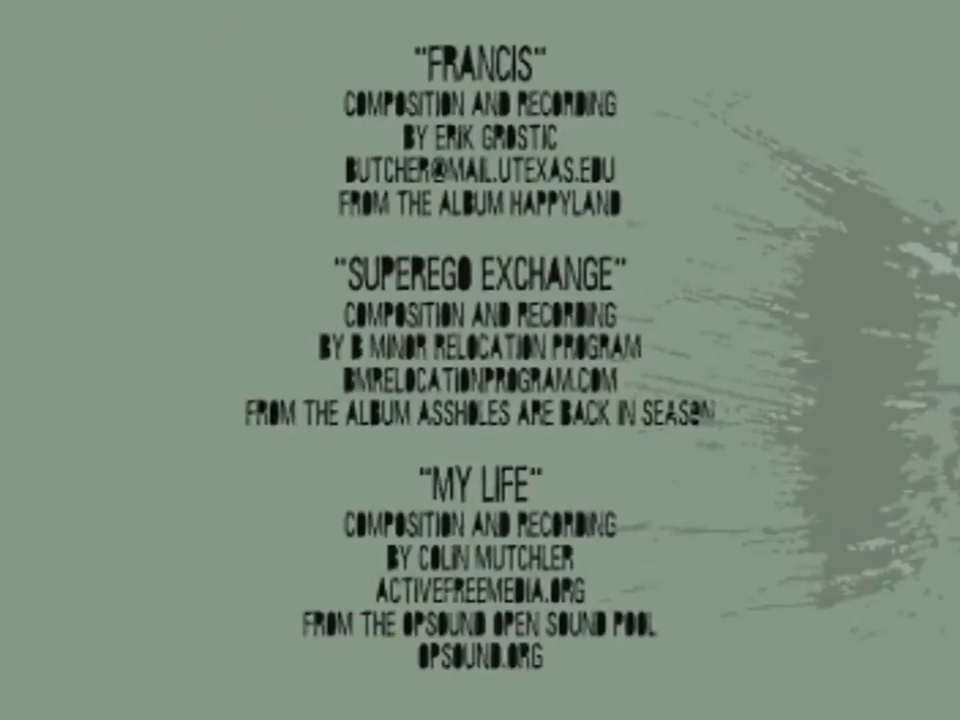 "FRANCIS"
COMPOSITION AND RECORDING
BY ERIK GROSTIC
BUTCHER@MAIL.UTEXAS.EDU
FROM THE ALBUM HAPPYLAND
"SUPEREGO EXCHANGE"
COMPOSITION AND RECORDING
BY B MINOR RELOCATION PROGRAM
BMRELOCATIONPROGRAM.COM
FROM THE ALBUM ASSHOLES ARE BACK IN SEASON
"MY LIFE"
COMPOSITION AND RECORDING
BY COLIN MUTCHLER
ACTIVEFREEMEDIA.ORG
FROM THE OPSOUND OPEN SOUND POOL
OPSOUND.ORG